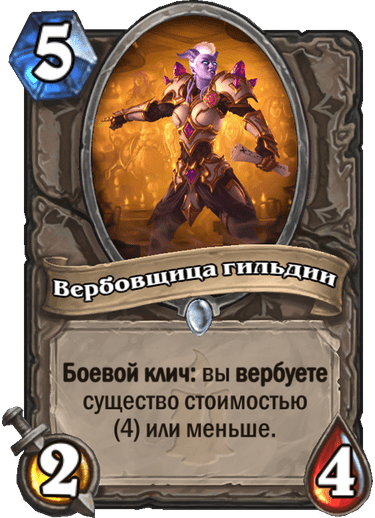 5
Вербовщица гильдии
Боевой клич: вы вербуете
существо стоимостью
(4) или меньше.
2
4